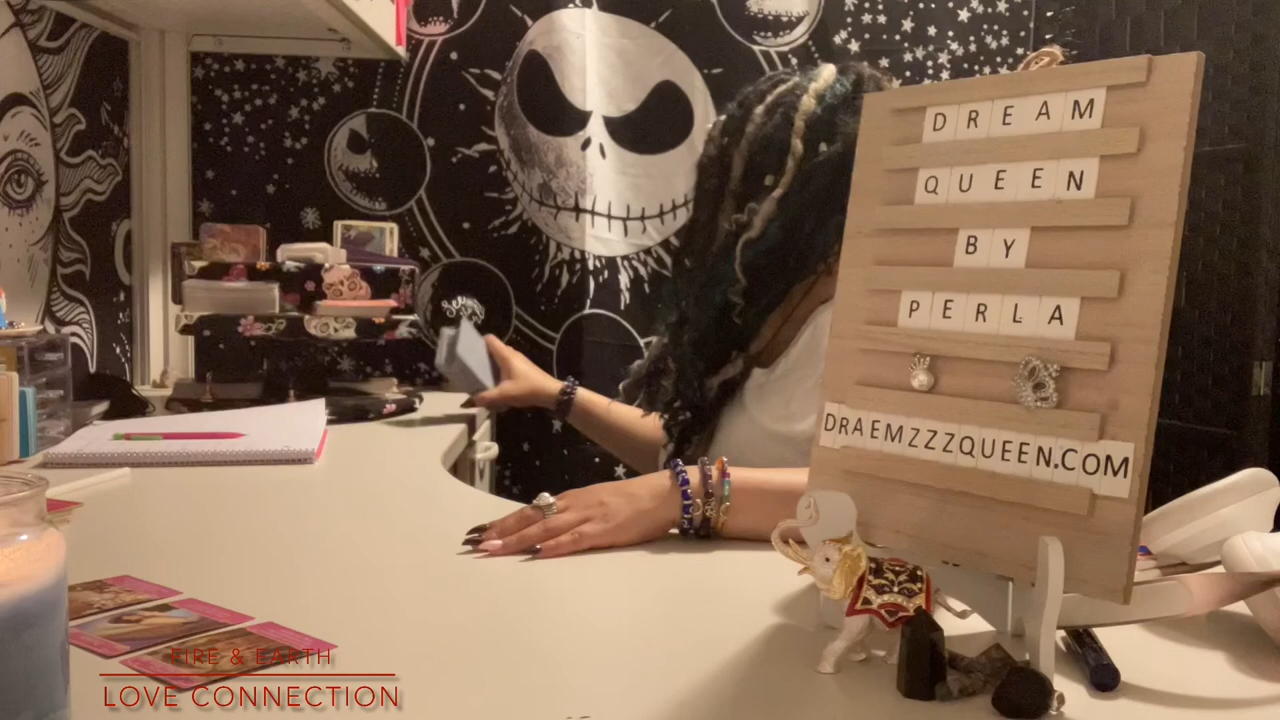 DREAM
QUEEN
BY
PERLA
DRAEMZZZQUEEN.COM
FIRE & EARTH
LOVE CONNECTION